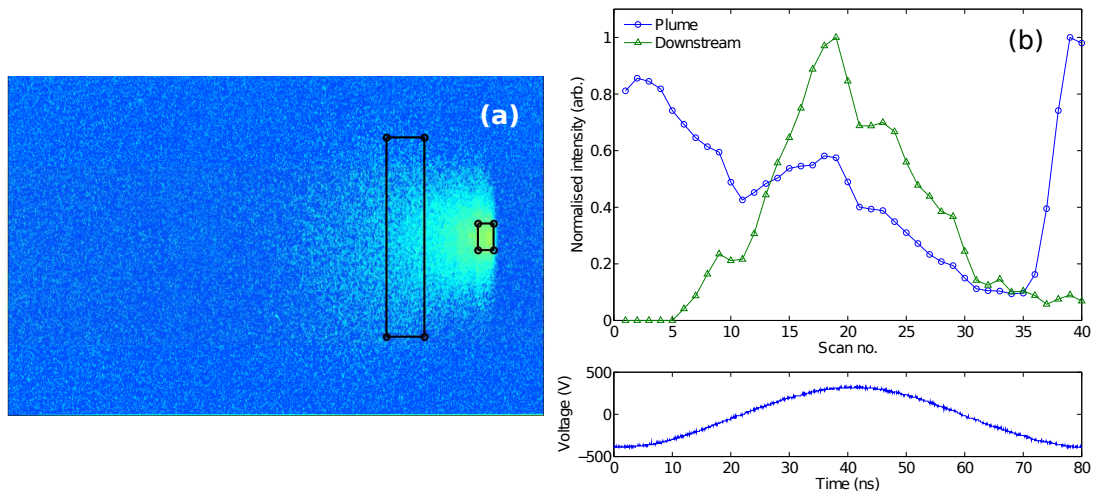 (a)
(b)
Plume
Downstream
Normalised intensity (arb.)
1
0.8
0.6
0.4
0.2
0
0 5 10 15 20 25 30 35 40
Scan no.
Voltage (V)
500
0
−500
0 10 20 30 40 50 60 70 80
Time (ns)